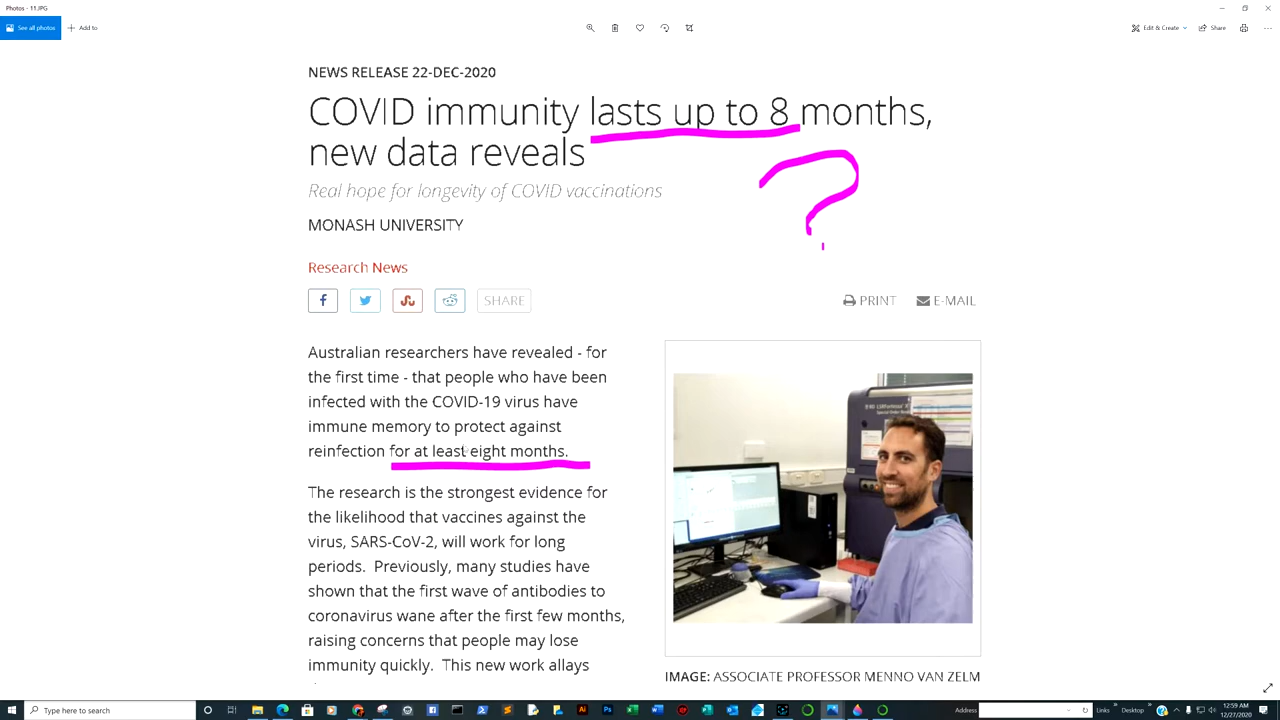 Photos - 11.JPG
See all photos
Add to
Edit & Create
Share
NEWS RELEASE 22-DEC-2020
COVID immunity lasts up to 8 months,
new data reveals
?
Real hope for longevity of COVID vaccinations
MONASH UNIVERSITY
Research News
SHARE
PRINT
E-MAIL
Australian researchers have revealed - for
the first time - that people who have been
infected with the COVID-19 virus have
immune memory to protect against
reinfection for at least eight months.
The research is the strongest evidence for
the likelihood that vaccines against the
virus, SARS-CoV-2, will work for long
periods. Previously, many studies have
shown that the first wave of antibodies to
coronavirus wane after the first few months,
raising concerns that people may lose
immunity quickly. This new work allays
IMAGE: ASSOCIATE PROFESSOR MENNO VAN ZELM
Type here to search
Address
Links
Desktop
12:59 AM
12/27/2020